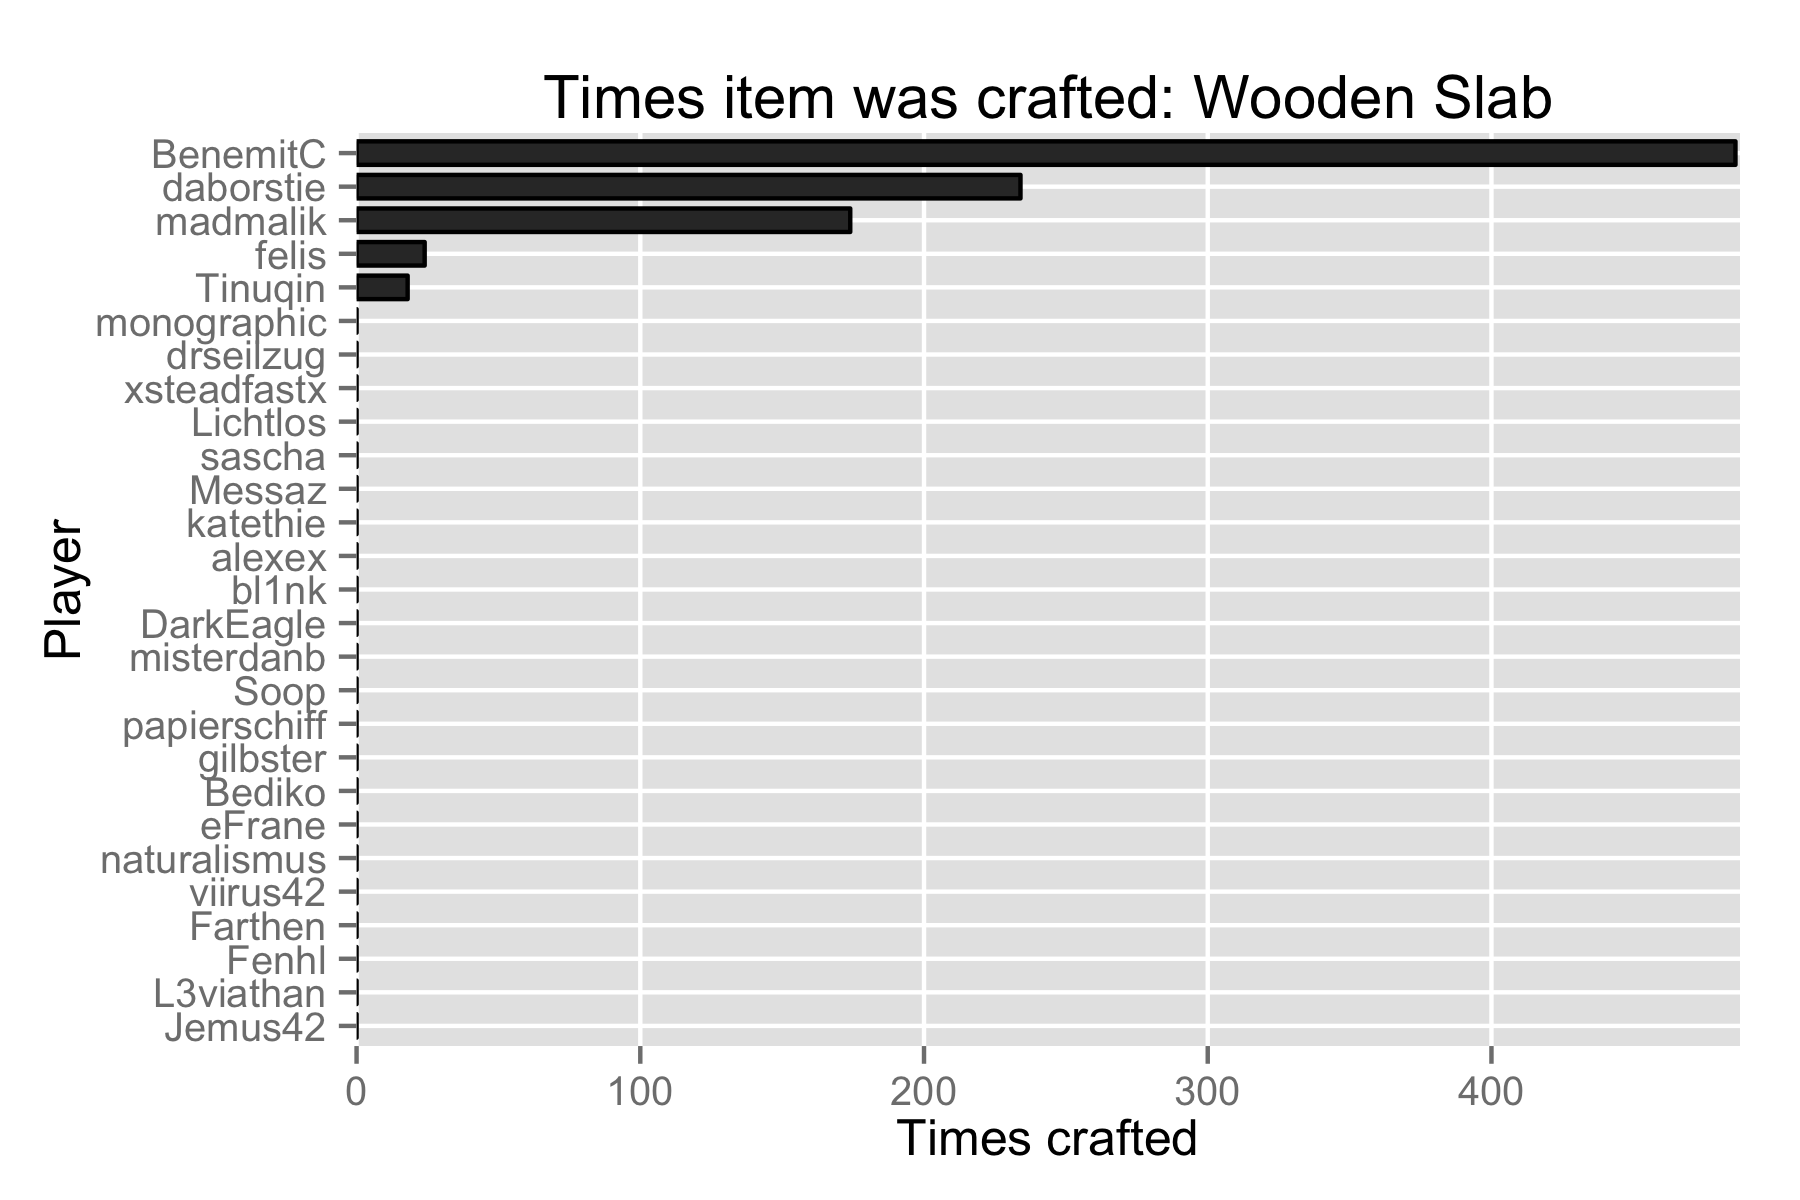 Times item was crafted: Wooden Slab
BenemitC
daborstie
madmalik
felis
Tinuqin
monographic
drseilzug
xsteadfastx
Lichtlos
sascha
Messaz
katethie
alexex
bl1nk
DarkEagle
misterdanb
Soop
papierschiff
gilbster
Bediko
eFrane
naturalismus
viirus42
Farthen
Fenhl
L3viathan
Jemus42
Player
0 100 200 300 400
Times crafted